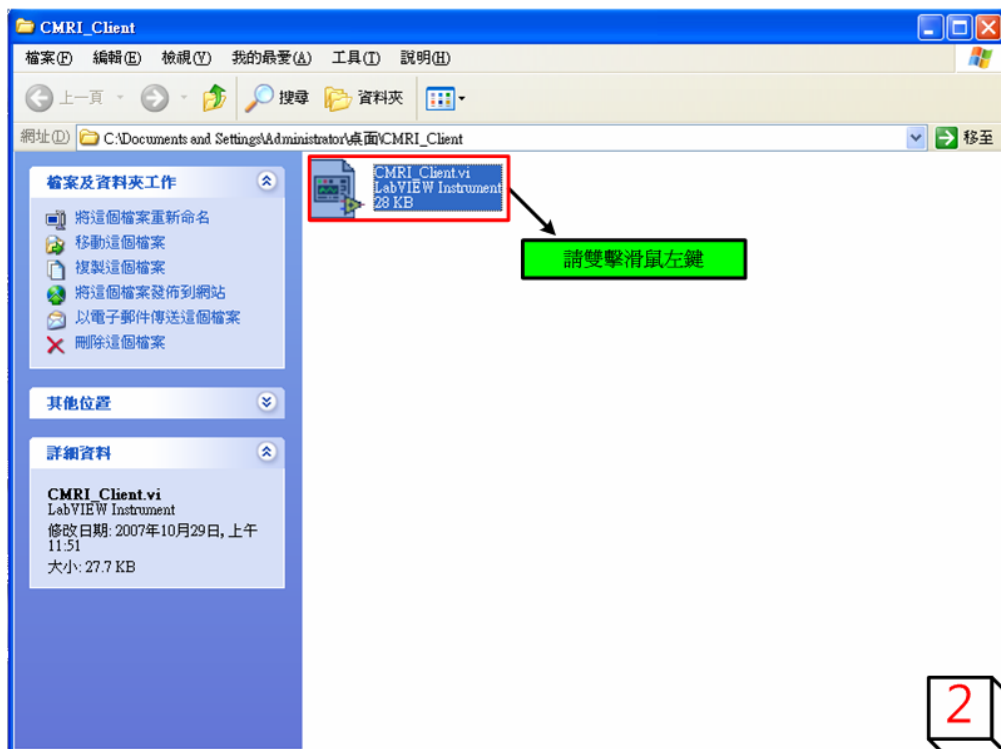 CMRI_Client
檔案(F) 編輯(E) 檢視(V) 我的最愛(A) 工具(T) 說明(H)
上一頁 搜尋 資料夾
網址(D) C:\Documents and Settings\Administrator\桌面\CMRI_Client 移至
檔案及資料夾工作
將這個檔案重新命名
移動這個檔案
複製這個檔案
將這個檔案發佈到網站
以電子郵件傳送這個檔案
刪除這個檔案
其他位置
詳細資料
CMRI_Client.vi
LabVIEW Instrument
修改日期: 2007年10月29日, 上午
11:51
大小: 27.7 KB
CMRI_Client.vi
LabVIEW Instrument
28 KB
請雙擊滑鼠左鍵
2